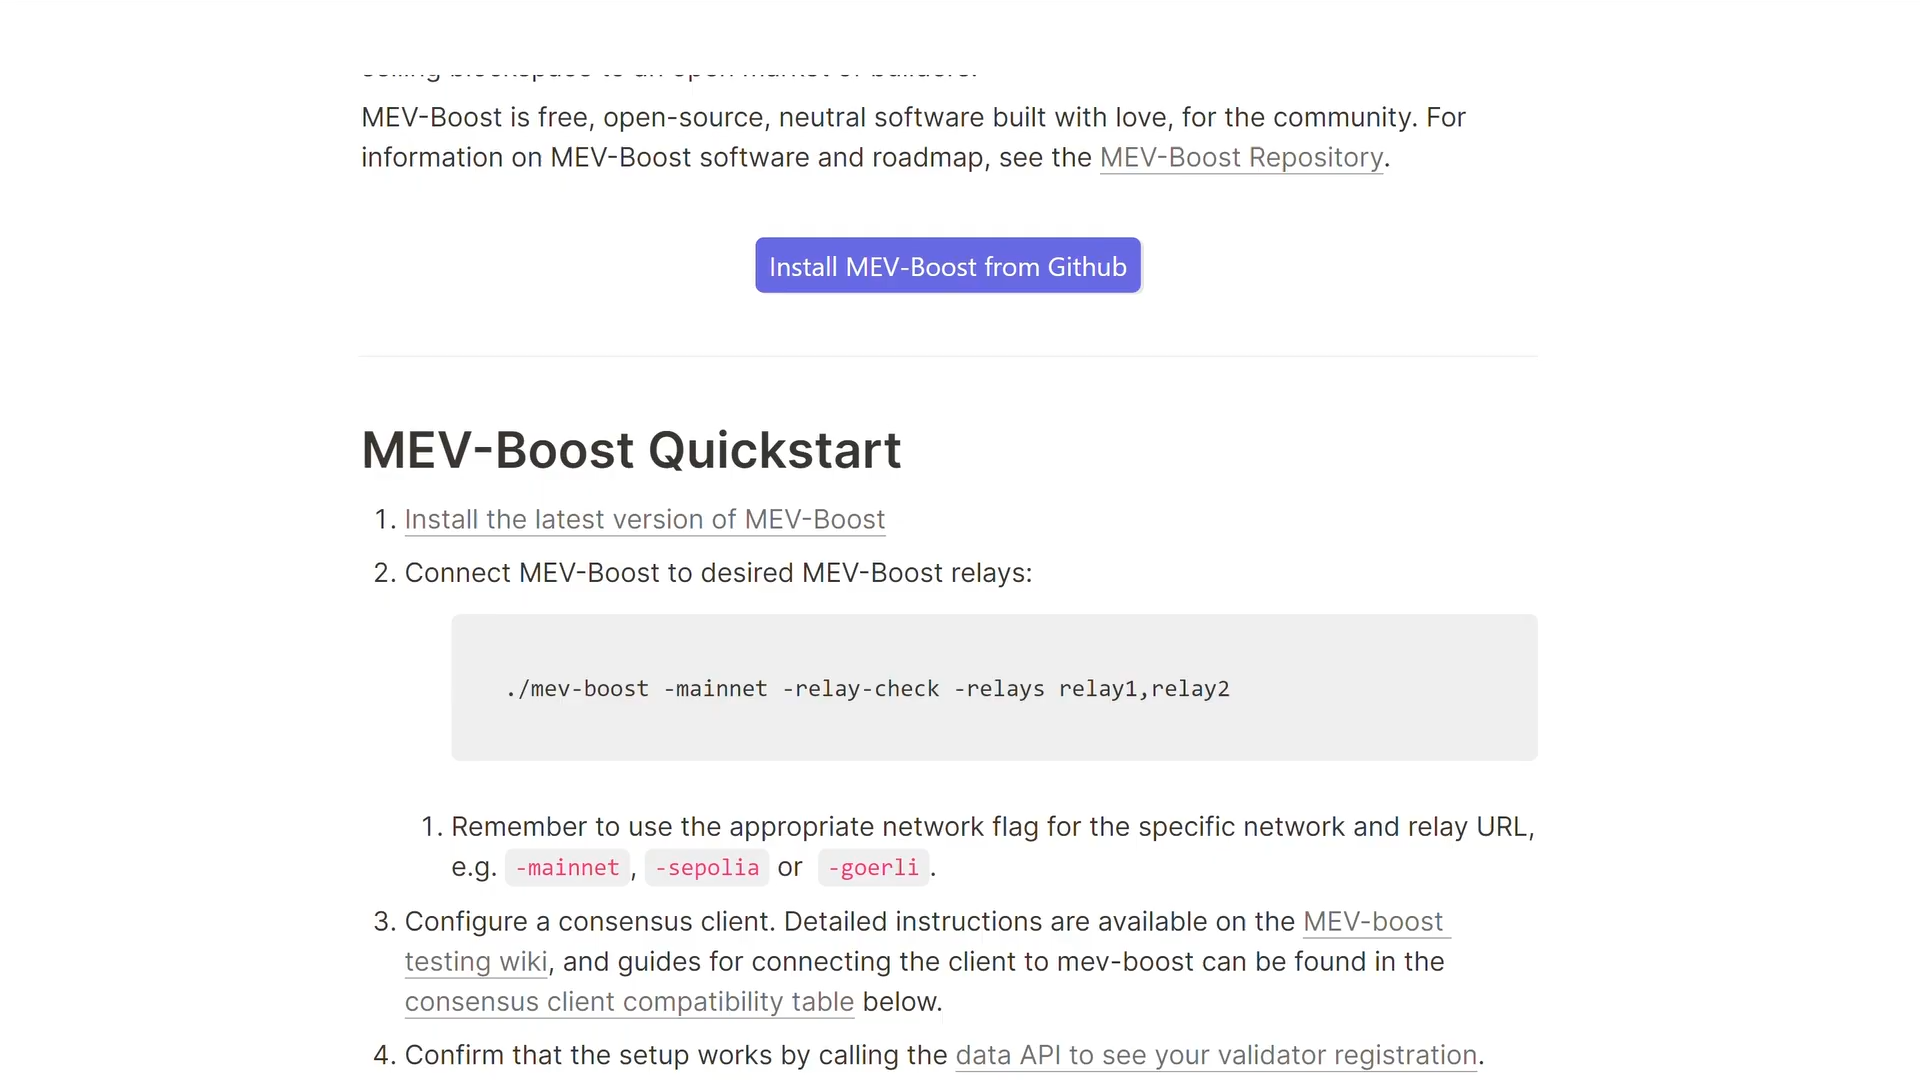 MEV-Boost is free, open-source, neutral software built with love, for the community. For
information on MEV-Boost software and roadmap, see the MEV-Boost Repository.
Install MEV-Boost from Github
MEV-Boost Quickstart
1. Install the latest version of MEV-Boost
2. Connect MEV-Boost to desired MEV-Boost relays:
./mev-boost -mainnet -relay-check -relays relay1,relay2
1. Remember to use the appropriate network flag for the specific network and relay URL,
e.g. -mainnet, -sepolia or -goerli.
3. Configure a consensus client. Detailed instructions are available on the MEV-boost
testing wiki, and guides for connecting the client to mev-boost can be found in the
consensus client compatibility table below.
4. Confirm that the setup works by calling the data API to see your validator registration.